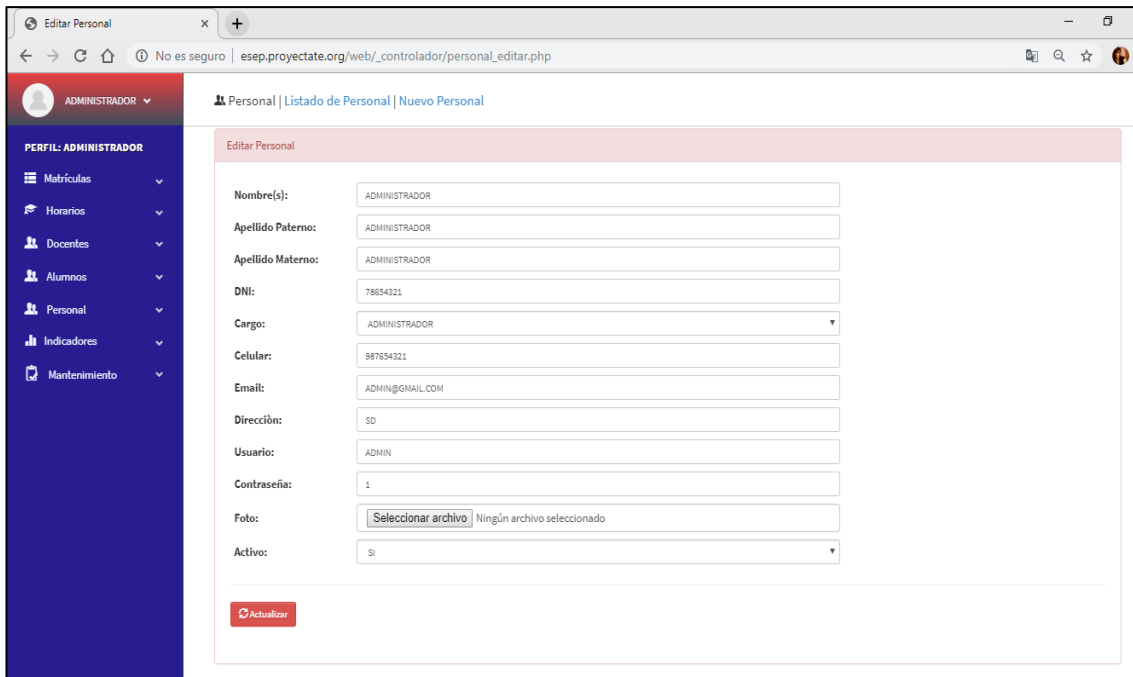 Editar Personal
No es seguro | esep.proyectate.org/web/_controlador/personal_editar.php
ADMINISTRADOR
Personal | Listado de Personal | Nuevo Personal
PERFIL: ADMINISTRADOR
Matrículas
Horarios
Docentes
Alumnos
Personal
Indicadores
Mantenimiento
Editar Personal
Nombre(s): ADMINISTRADOR
Apellido Paterno: ADMINISTRADOR
Apellido Materno: ADMINISTRADOR
DNI: 78654321
Cargo: ADMINISTRADOR
Celular: 987654321
Email: ADMIN@GMAIL.COM
Direcciòn: SD
Usuario: ADMIN
Contraseña: 1
Foto: Seleccionar archivo Ningún archivo seleccionado
Activo: SI
Actualizar